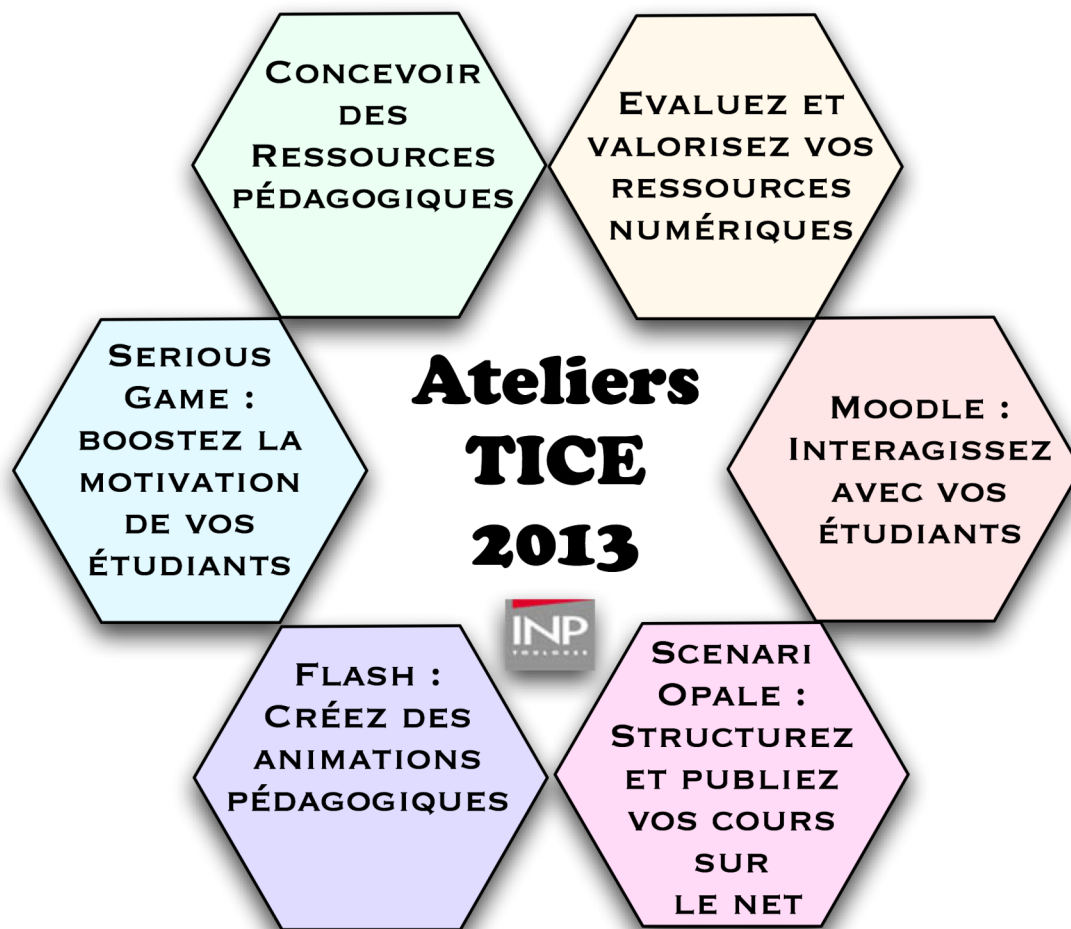 CONCEVOIR
DES
RESSOURCES
PÉDAGOGIQUES
EVALUEZ ET
VALORISEZ VOS
RESSOURCES
NUMÉRIQUES
SERIOUS
GAME :
BOOSTEZ LA
MOTIVATION
DE VOS
ÉTUDIANTS
Ateliers
TICE
2013
MOODLE :
INTERAGISSEZ
AVEC VOS
ÉTUDIANTS
INP
TOULOUSE
FLASH :
CRÉEZ DES
ANIMATIONS
PÉDAGOGIQUES
SCENARI
OPALE :
STRUCTUREZ
ET PUBLIEZ
VOS COURS
SUR
LE NET